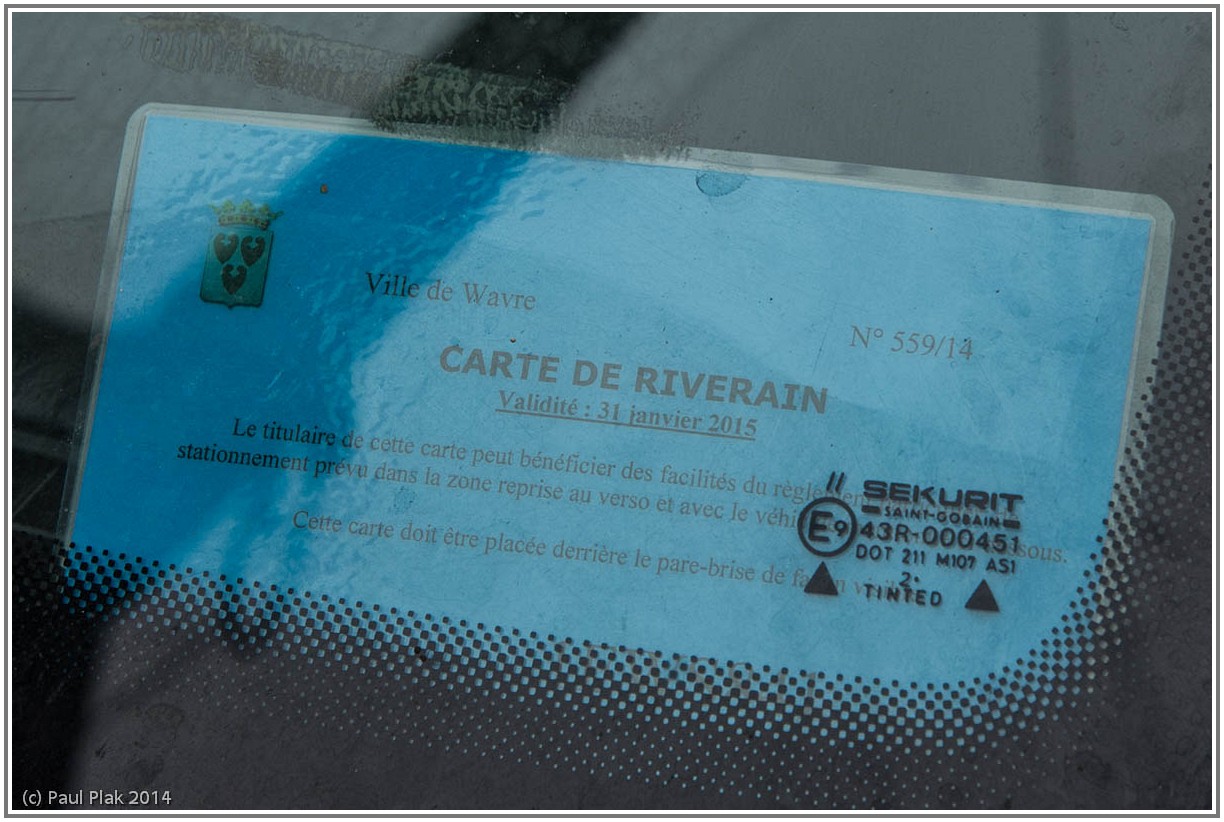 Ville de Wavre
N° 559/14
CARTE DE RIVERAIN
Validité : 31 janvier 2015
Le titulaire de cette carte peut bénéficier des facilités du règlement
stationnement prévu dans la zone reprise au verso et avec le véhi sous.
Cette carte doit être placée derrière le pare-brise de façon
SEKURIT
SAINT-GOBAIN
E9 43R-000451
DOT 211 M107 AS1
2.
TINTED
(c) Paul Plak 2014